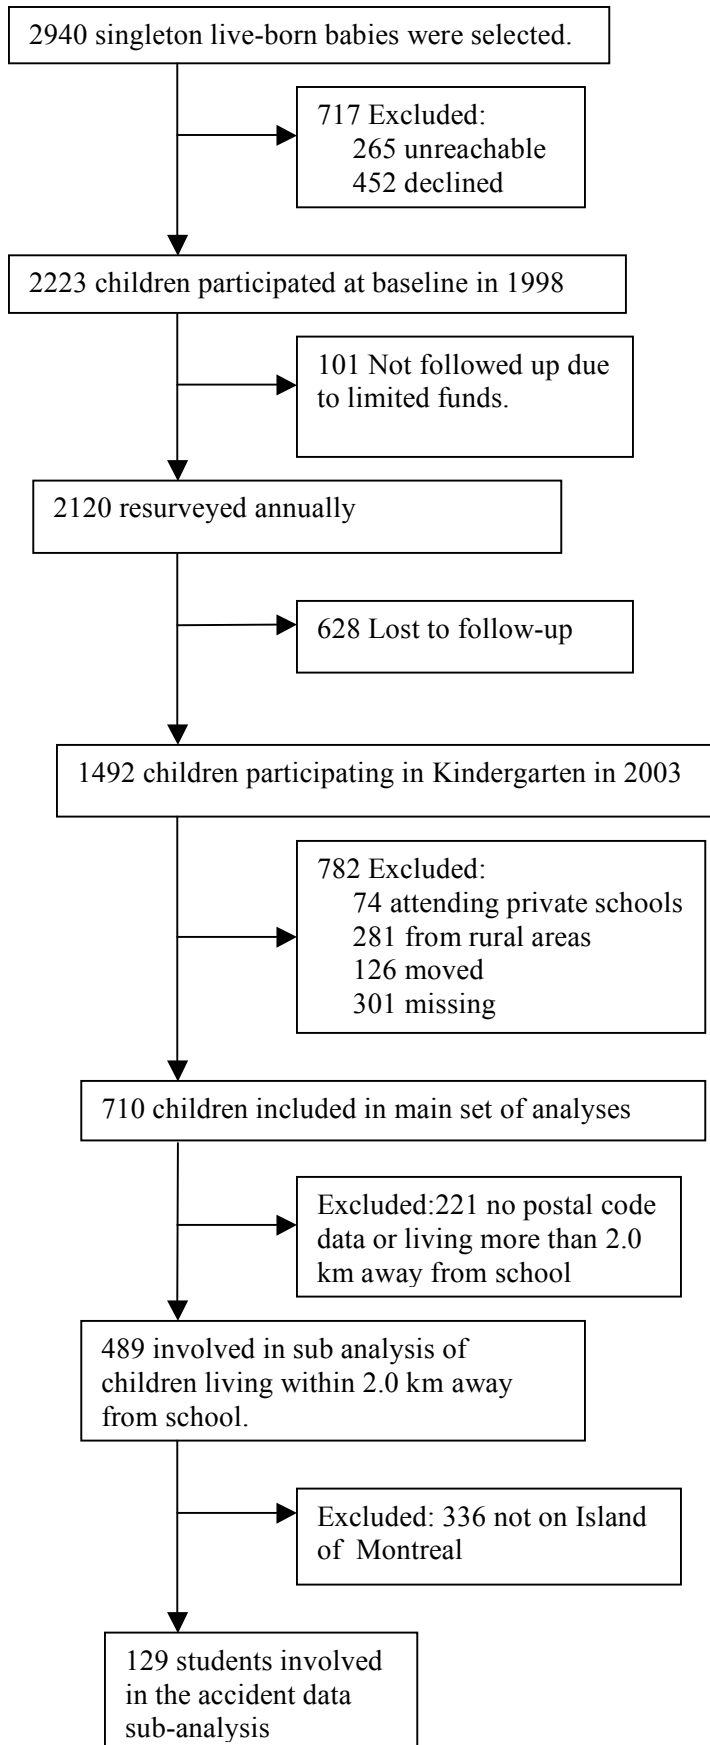 2940 singleton live-born babies were selected.
717 Excluded:
265 unreachable
452 declined
2223 children participated at baseline in 1998
101 Not followed up due
to limited funds.
2120 resurveyed annually
628 Lost to follow-up
1492 children participating in Kindergarten in 2003
782 Excluded:
74 attending private schools
281 from rural areas
126 moved
301 missing
710 children included in main set of analyses
Excluded:221 no postal code
data or living more than 2.0
km away from school
489 involved in sub analysis of
children living within 2.0 km away
from school.
Excluded: 336 not on Island
of Montreal
129 students involved
in the accident data
sub-analysis